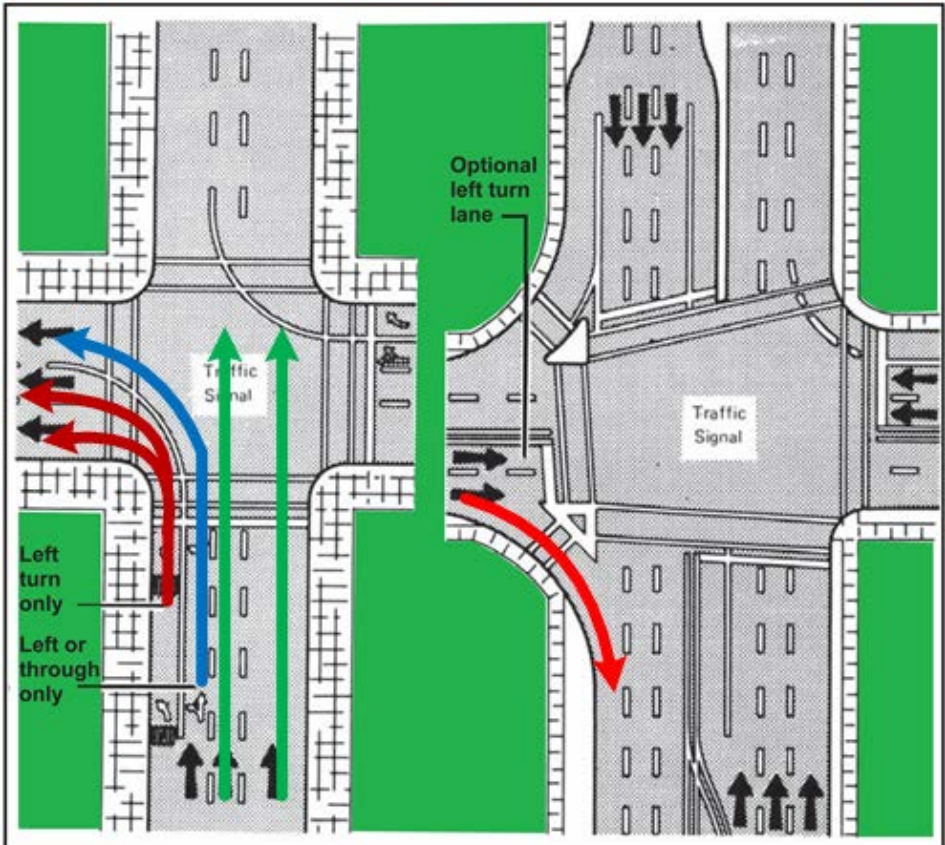 Optional
left turn
lane
Traffic
Signal
Traffic
Signal
Left
turn
only
Left or
through
only